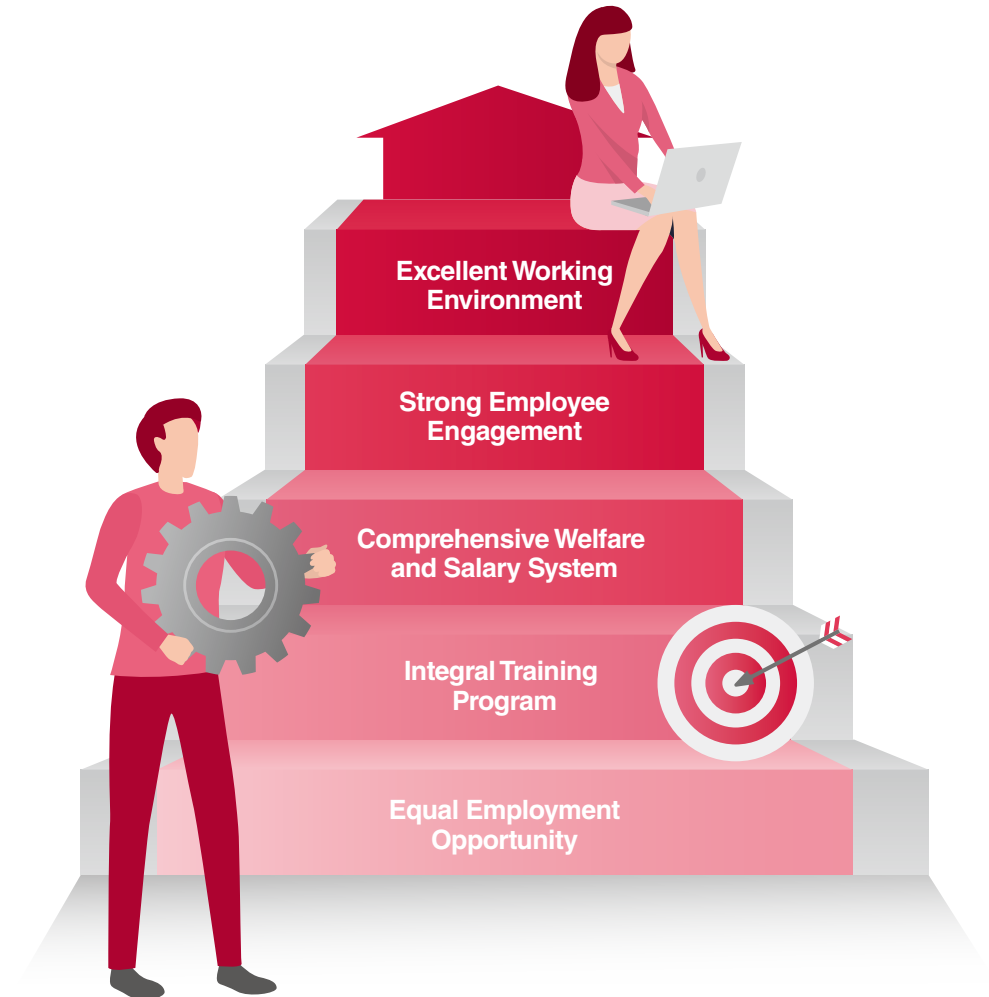 Excellent Working
Environment
Strong Employee
Engagement
Comprehensive Welfare
and Salary System
Integral Training
Program
Equal Employment
Opportunity